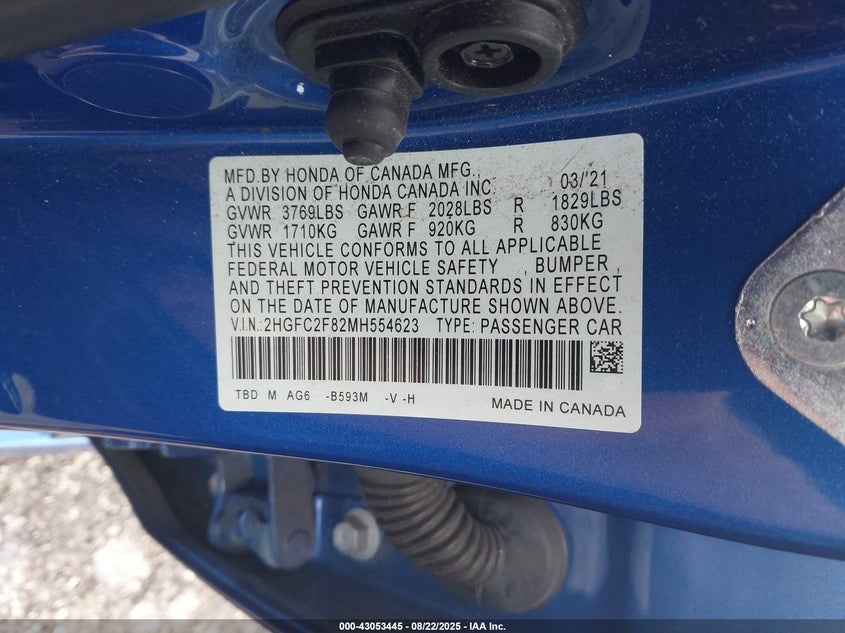 MFD.BY HONDA OF CANADA MFG., 03/'21
A DIVISION OF HONDA CANADA INC
GVWR 3769LBS GAWR F 2028LBS R 1829LBS
GVWR 1710KG GAWR F 920KG R 830KG
THIS VEHICLE CONFORMS TO ALL APPLICABLE
FEDERAL MOTOR VEHICLE SAFETY , BUMPER ,
AND THEFT PREVENTION STANDARDS IN EFFECT
ON THE DATE OF MANUFACTURE SHOWN ABOVE.
V.I.N.:2HGFC2F82MH554623 TYPE: PASSENGER CAR
TBD M AG6 -B593M -V -H
MADE IN CANADA
000-43053445 - 08/22/2025 - IAA Inc.